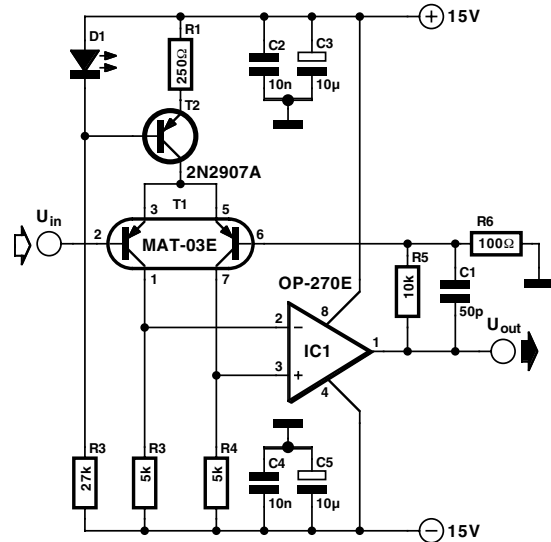 D1
R1
250Ω
C2
10n
C3
10µ
+ 15V
T2
2N2907A
U in
3
T1
5
2
MAT-03E
6
1
7
R6
100Ω
R5
10k
C1
50p
OP-270E
8
2
−
IC1
1
3
+
4
U out
R3
27k
R3
5k
R4
5k
C4
10n
C5
10µ
− 15V